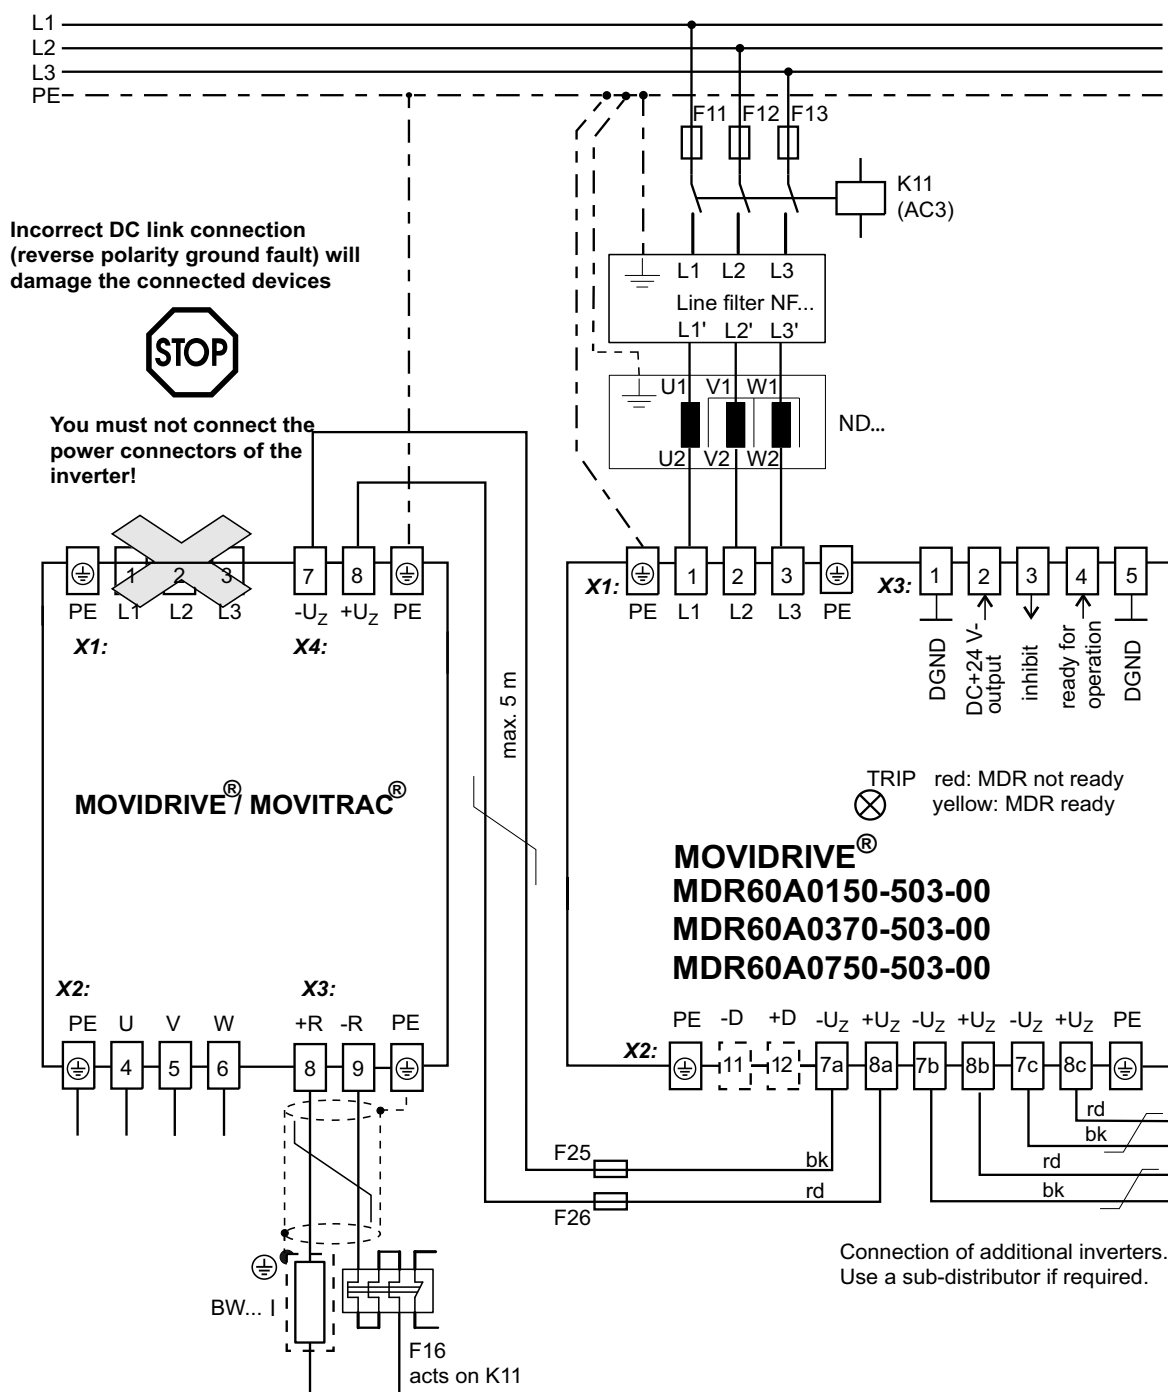 L1
L2
L3
PE
F11 F12 F13
K11
(AC3)
Incorrect DC link connection
(reverse polarity ground fault) will
damage the connected devices
STOP
You must not connect the
power connectors of the
inverter!
L1 L2 L3
Line filter NF...
L1' L2' L3'
U1 V1 W1
ND...
U2 V2 W2
1 2 3 7 8
PE L1 L2 L3 -UZ +UZ PE
X1: X4:
X1: 1 2 3
PE L1 L2 L3 PE
X3: 1 2 3 4 5
DGND
DC+24 V-
output
inhibit
ready for
operation
DGND
max. 5 m
MOVIDRIVE®/ MOVITRAC®
TRIP red: MDR not ready
yellow: MDR ready
MOVIDRIVE®
MDR60A0150-503-00
MDR60A0370-503-00
MDR60A0750-503-00
X2: X3:
PE U V W +R -R PE
4 5 6 8 9
PE -D +D -UZ +UZ -UZ +UZ -UZ +UZ PE
X2: 11 12 7a 8a 7b 8b 7c 8c
rd
bk
rd
bk
F25 bk
rd
F26
Connection of additional inverters.
Use a sub-distributor if required.
BW... I
F16
acts on K11